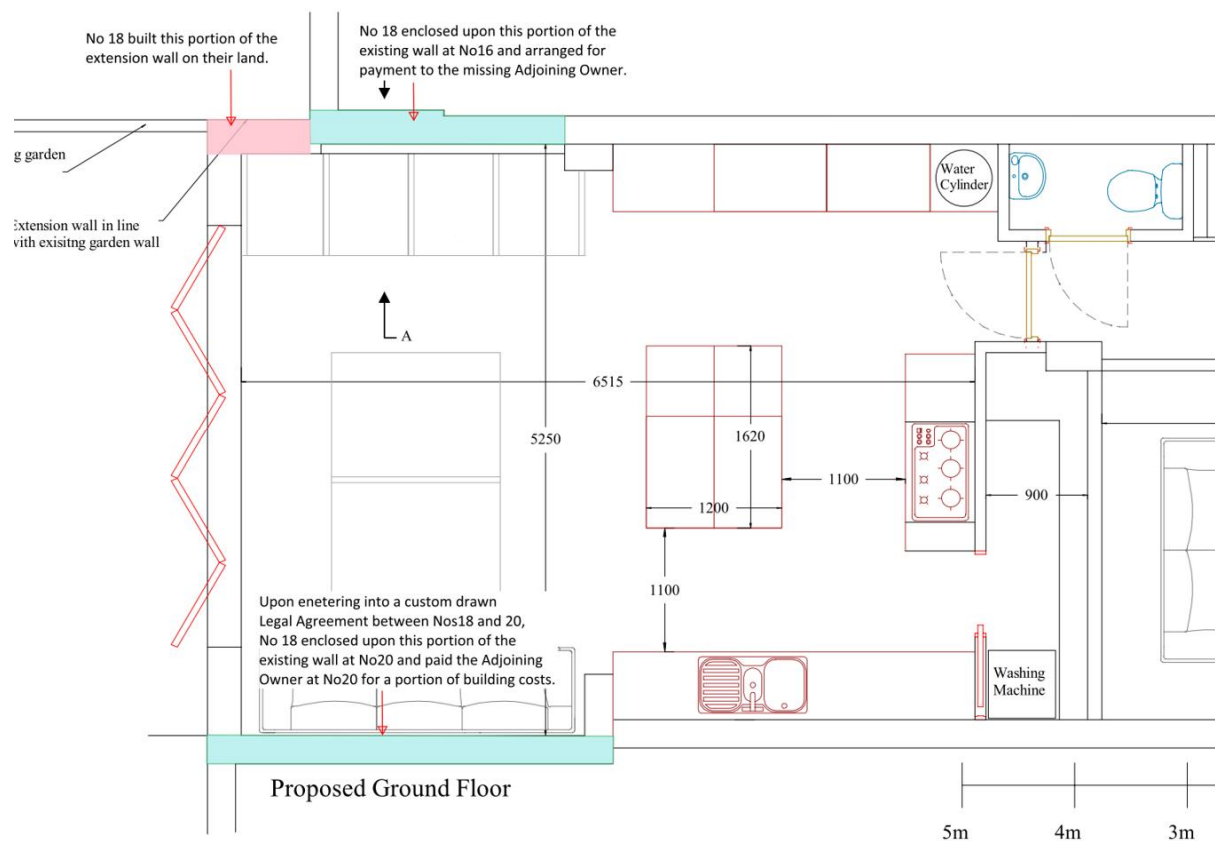 No 18 built this portion of the
extension wall on their land.
No 18 enclosed upon this portion of the
existing wall at No16 and arranged for
payment to the missing Adjoining Owner.
g garden
Extension wall in line
with exisitng garden wall
Water
Cylinder
A
6515
5250
1620
1200
1100
900
1100
Upon enetering into a custom drawn
Legal Agreement between Nos18 and 20,
No 18 enclosed upon this portion of the
existing wall at No20 and paid the Adjoining
Owner at No20 for a portion of building costs.
Washing
Machine
Proposed Ground Floor
5m
4m
3m